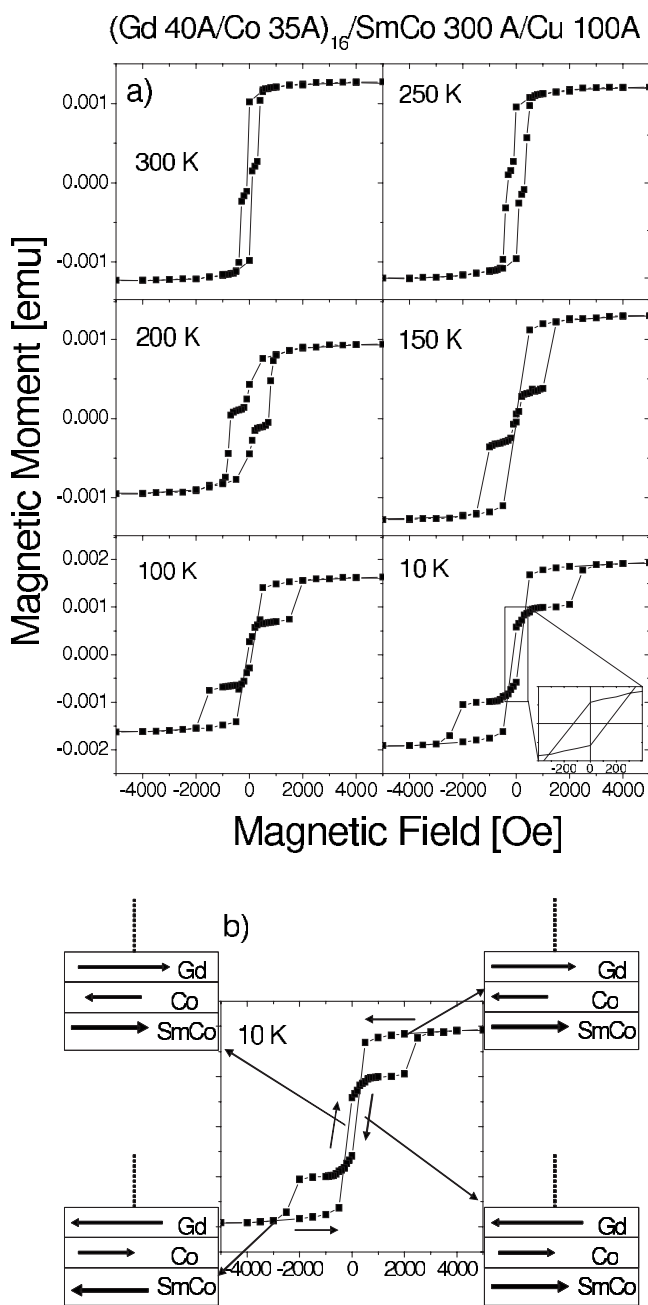 (Gd 40A/Co 35A)16/SmCo 300 A/Cu 100A
a)
300 K
250 K
0.001
0.000
-0.001
200 K
150 K
0.001
0.000
-0.001
100 K
10 K
0.002
0.001
0.000
-0.001
-0.002
-200 0 200
-4000 -2000 0 2000 4000
-4000 -2000 0 2000 4000
Magnetic Moment [emu]
Magnetic Field [Oe]
b)
Gd
Co
SmCo
Gd
Co
SmCo
10 K
Gd
Co
SmCo
Gd
Co
SmCo
-4000 -2000 0 2000 4000